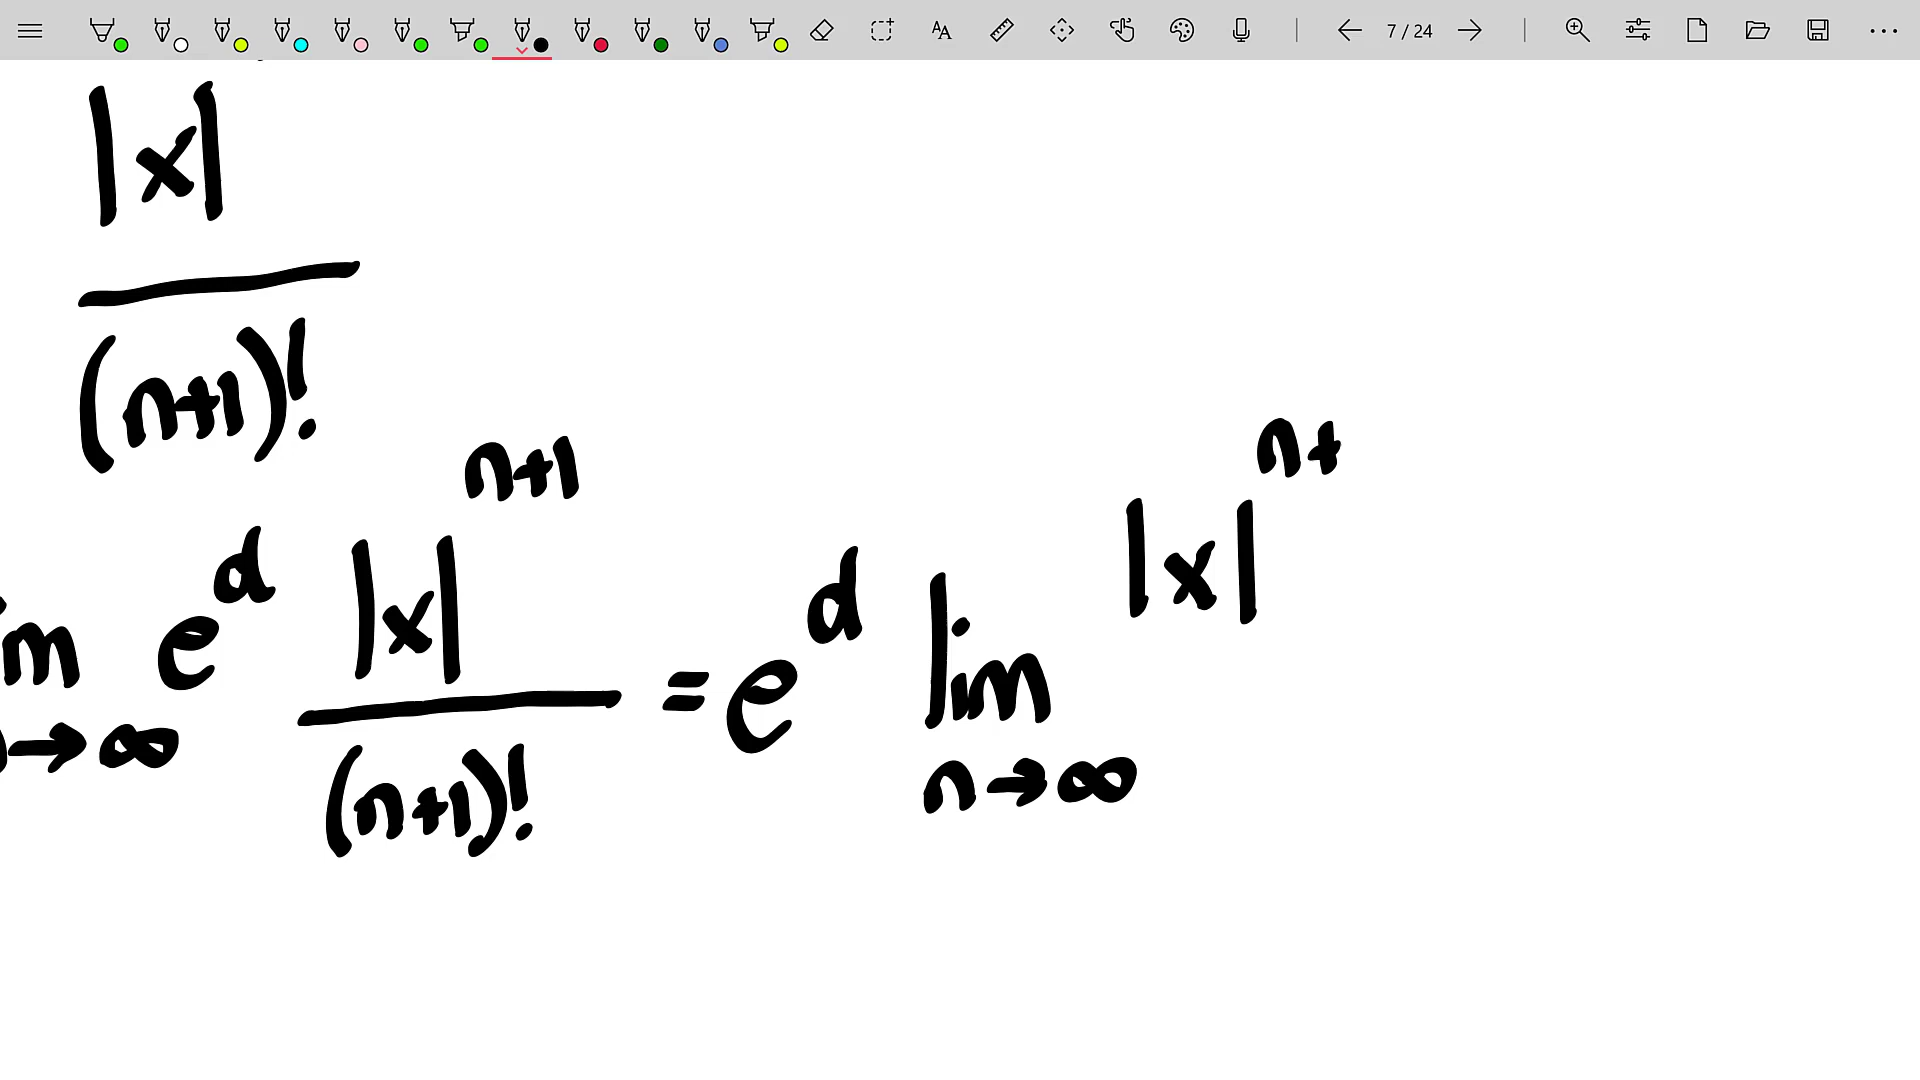 7 / 24
|x|
(n+1)!
im e^d |x|^{n+1} / (n+1)! = e^d lim |x|^{n+
→ ∞ n → ∞